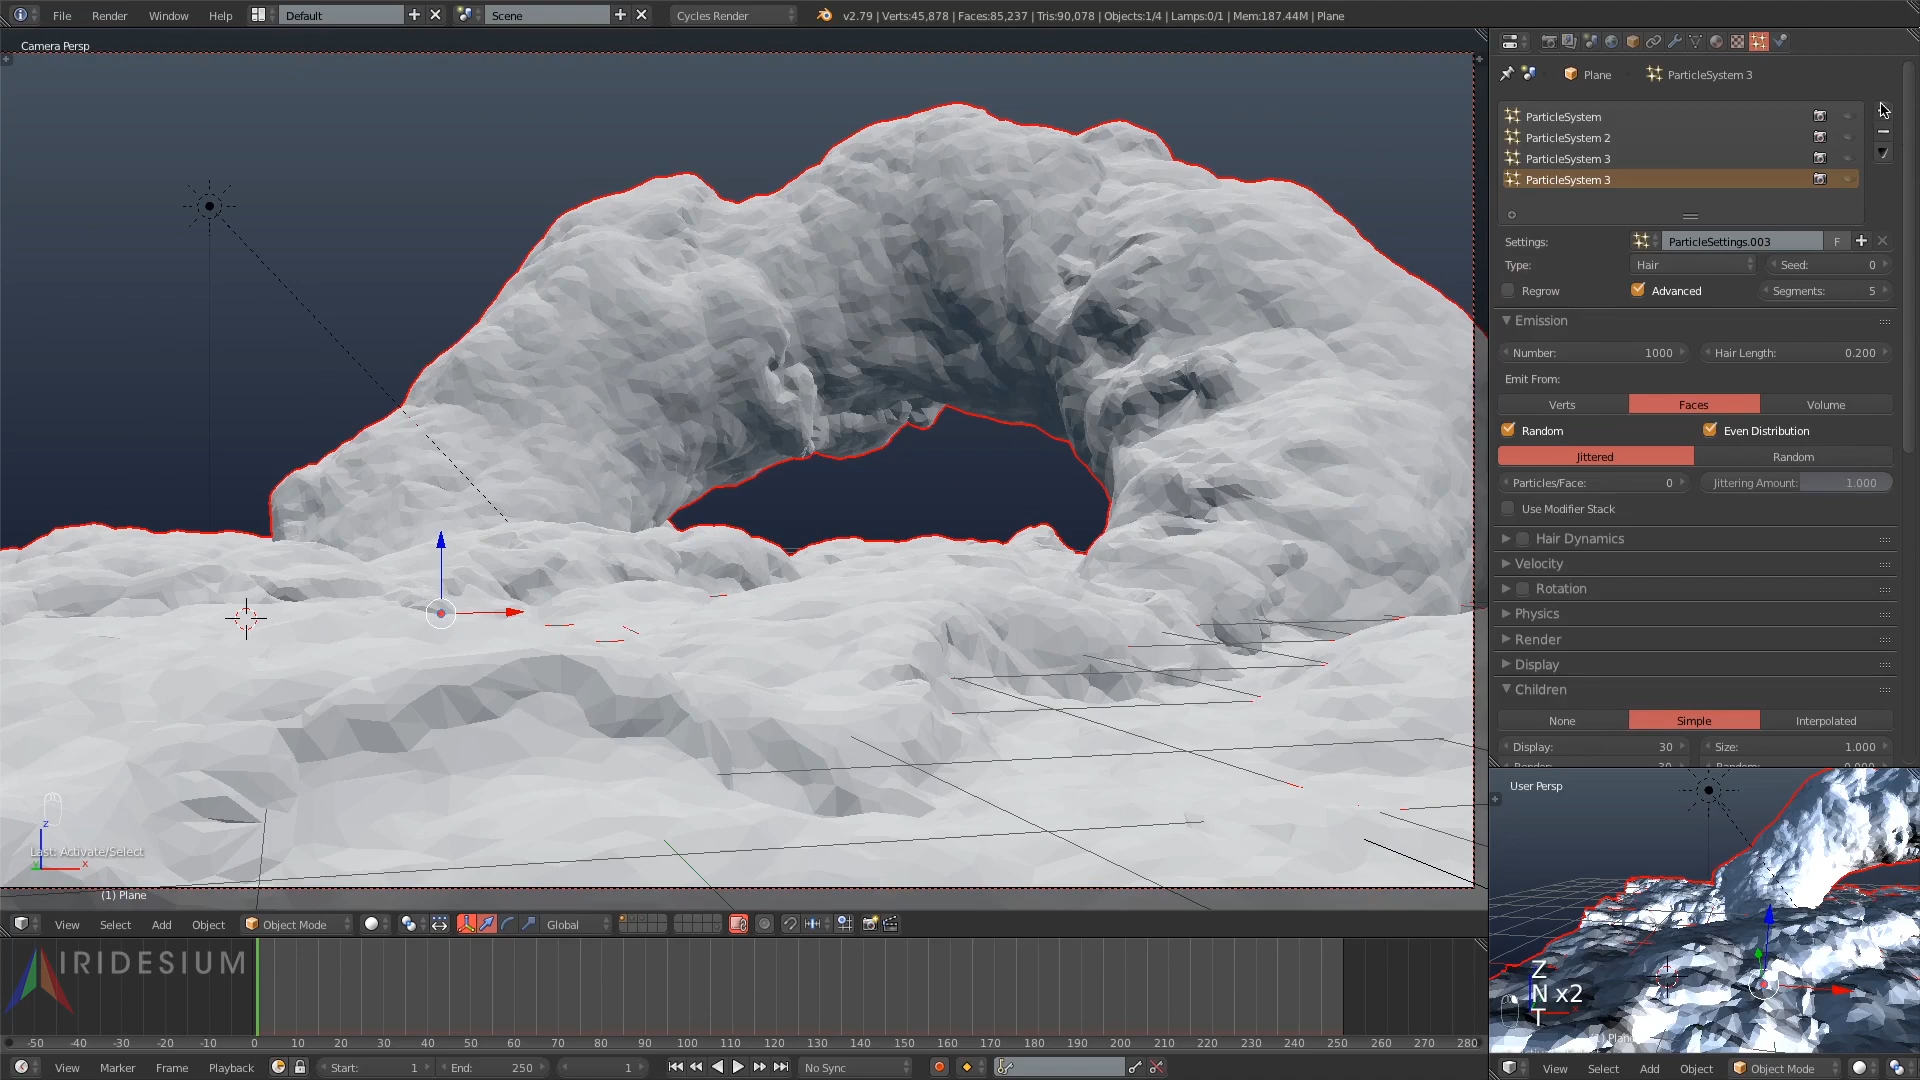 File Render Window Help Default Scene Cycles Render v2.79 | Verts:45,878 | Faces:85,237 | Tris:90,078 | Objects:1/4 | Lamps:0/1 | Mem:187.44M | Plane
Camera Persp
Plane ParticleSystem 3
ParticleSystem
ParticleSystem 2
ParticleSystem 3
ParticleSystem 3
Settings: ParticleSettings.003 F
Type: Hair Seed: 0
Regrow Advanced Segments: 5
Emission
Number: 1000 Hair Length: 0.200
Emit From:
Verts Faces Volume
Random Even Distribution
Jittered Random
Particles/Face: 0 Jittering Amount: 1.000
Use Modifier Stack
Hair Dynamics
Velocity
Rotation
Physics
Render
Display
Children
None Simple Interpolated
Display: 30 Size: 1.000
User Persp
z
Last: Activate/Select
x
(1) Plane
View Select Add Object Object Mode Global
IRIDESIUM
Z
N x2
T
-50 -40 -30 -20 -10 0 10 20 30 40 50 60 70 80 90 100 110 120 130 140 150 160 170 180 190 200 210 220 230 240 250 260 270 280
View Marker Frame Playback Start: 1 End: 250 1 No Sync
View Select Add Object Object Mode